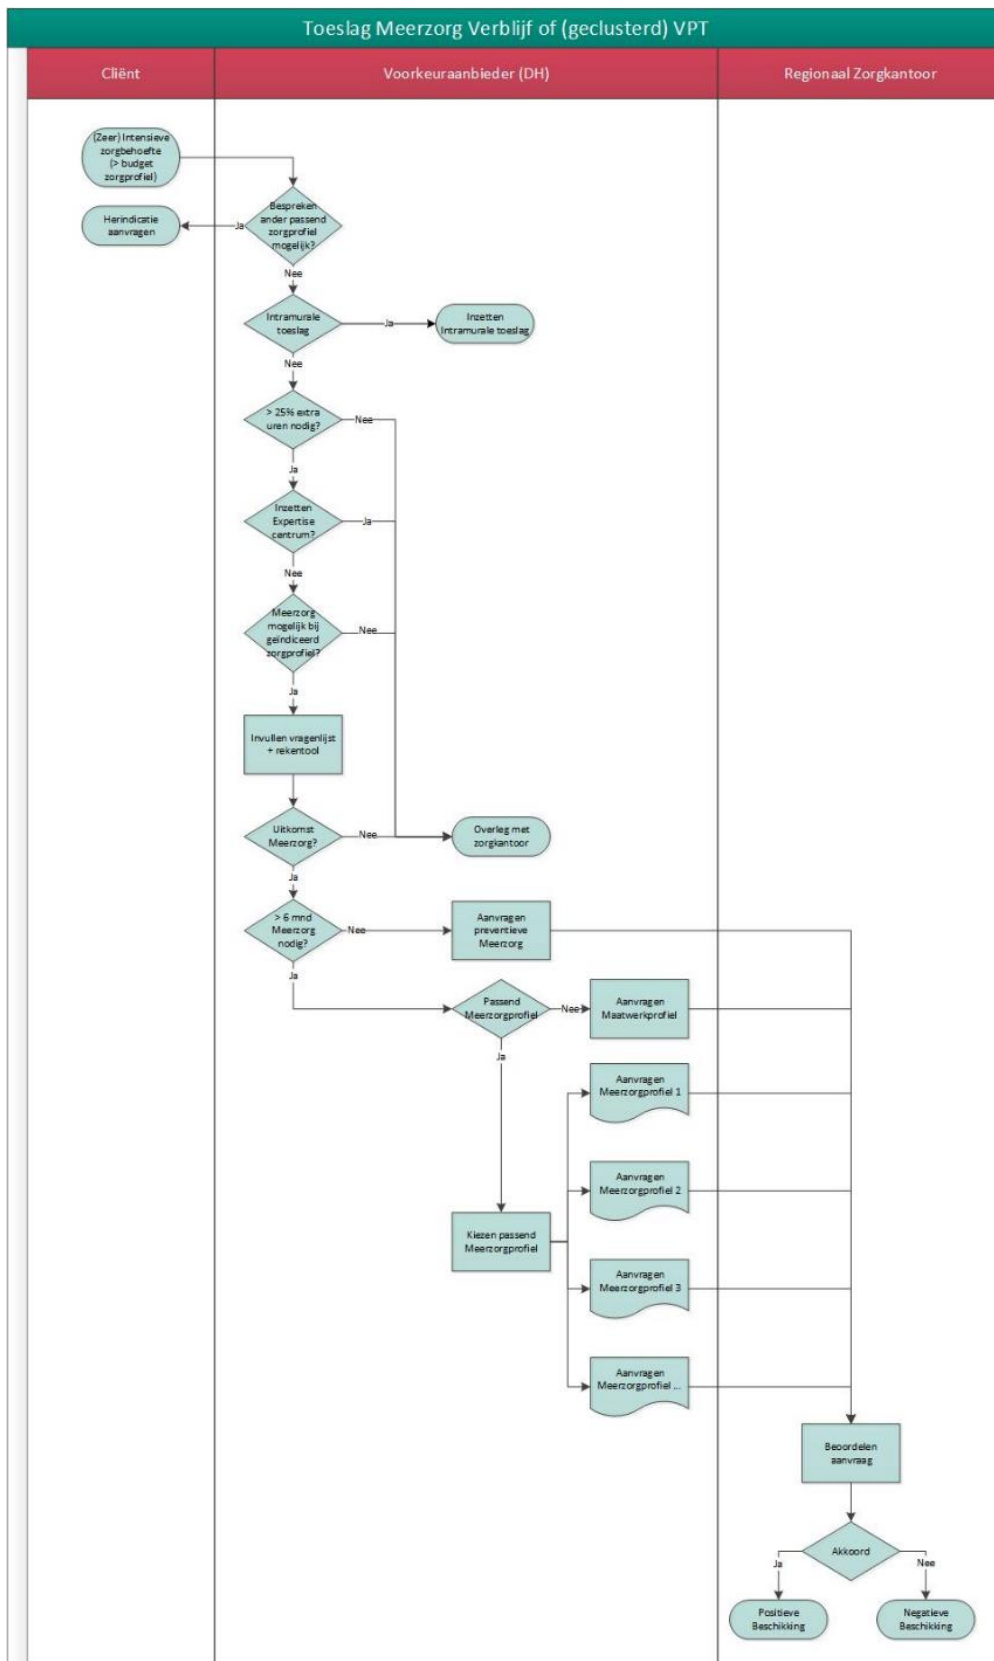 Toeslag Meerzorg Verblijf of (geclusterd) VPT
Cliënt
Voorkeuraanbieder (DH)
Regionaal Zorgkantoor
(Zeer) Intensieve
zorgbehoefte
(> budget
zorgprofiel)
Bespreken
ander passend
zorgprofiel
mogelijk?
Ja
Herindicatie
aanvragen
Nee
Intramurale
toeslag
Ja
Inzetten
Intramurale toeslag
Nee
> 25% extra
uren nodig?
Nee
Ja
Inzetten
Expertise
centrum?
Ja
Nee
Meerzorg
mogelijk bij
geïndiceerd
zorgprofiel?
Nee
Ja
Invullen vragenlijst
+ rekentool
Uitkomst
Meerzorg?
Nee
Overleg met
zorgkantoor
Ja
> 6 mnd
Meerzorg
nodig?
Nee
Aanvragen
preventieve
Meerzorg
Ja
Passend
Meerzorgprofiel
Nee
Aanvragen
Maatwerkprofiel
Ja
Aanvragen
Meerzorgprofiel 1
Aanvragen
Meerzorgprofiel 2
Kiezen passend
Meerzorgprofiel
Aanvragen
Meerzorgprofiel 3
Aanvragen
Meerzorgprofiel ...
Beoordelen
aanvraag
Akkoord
Ja
Nee
Positieve
Beschikking
Negatieve
Beschikking